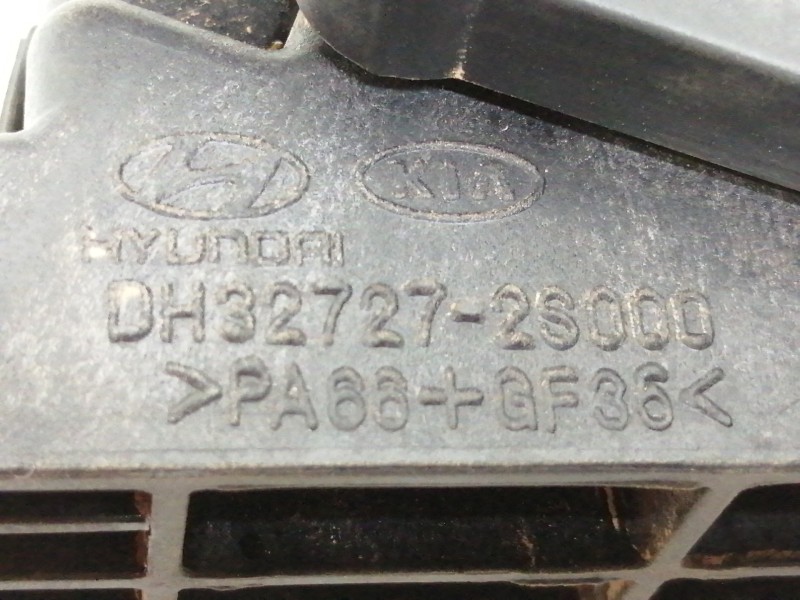 KIA
HYUNDAI
DH32727-2S000
>PA66+GF35<